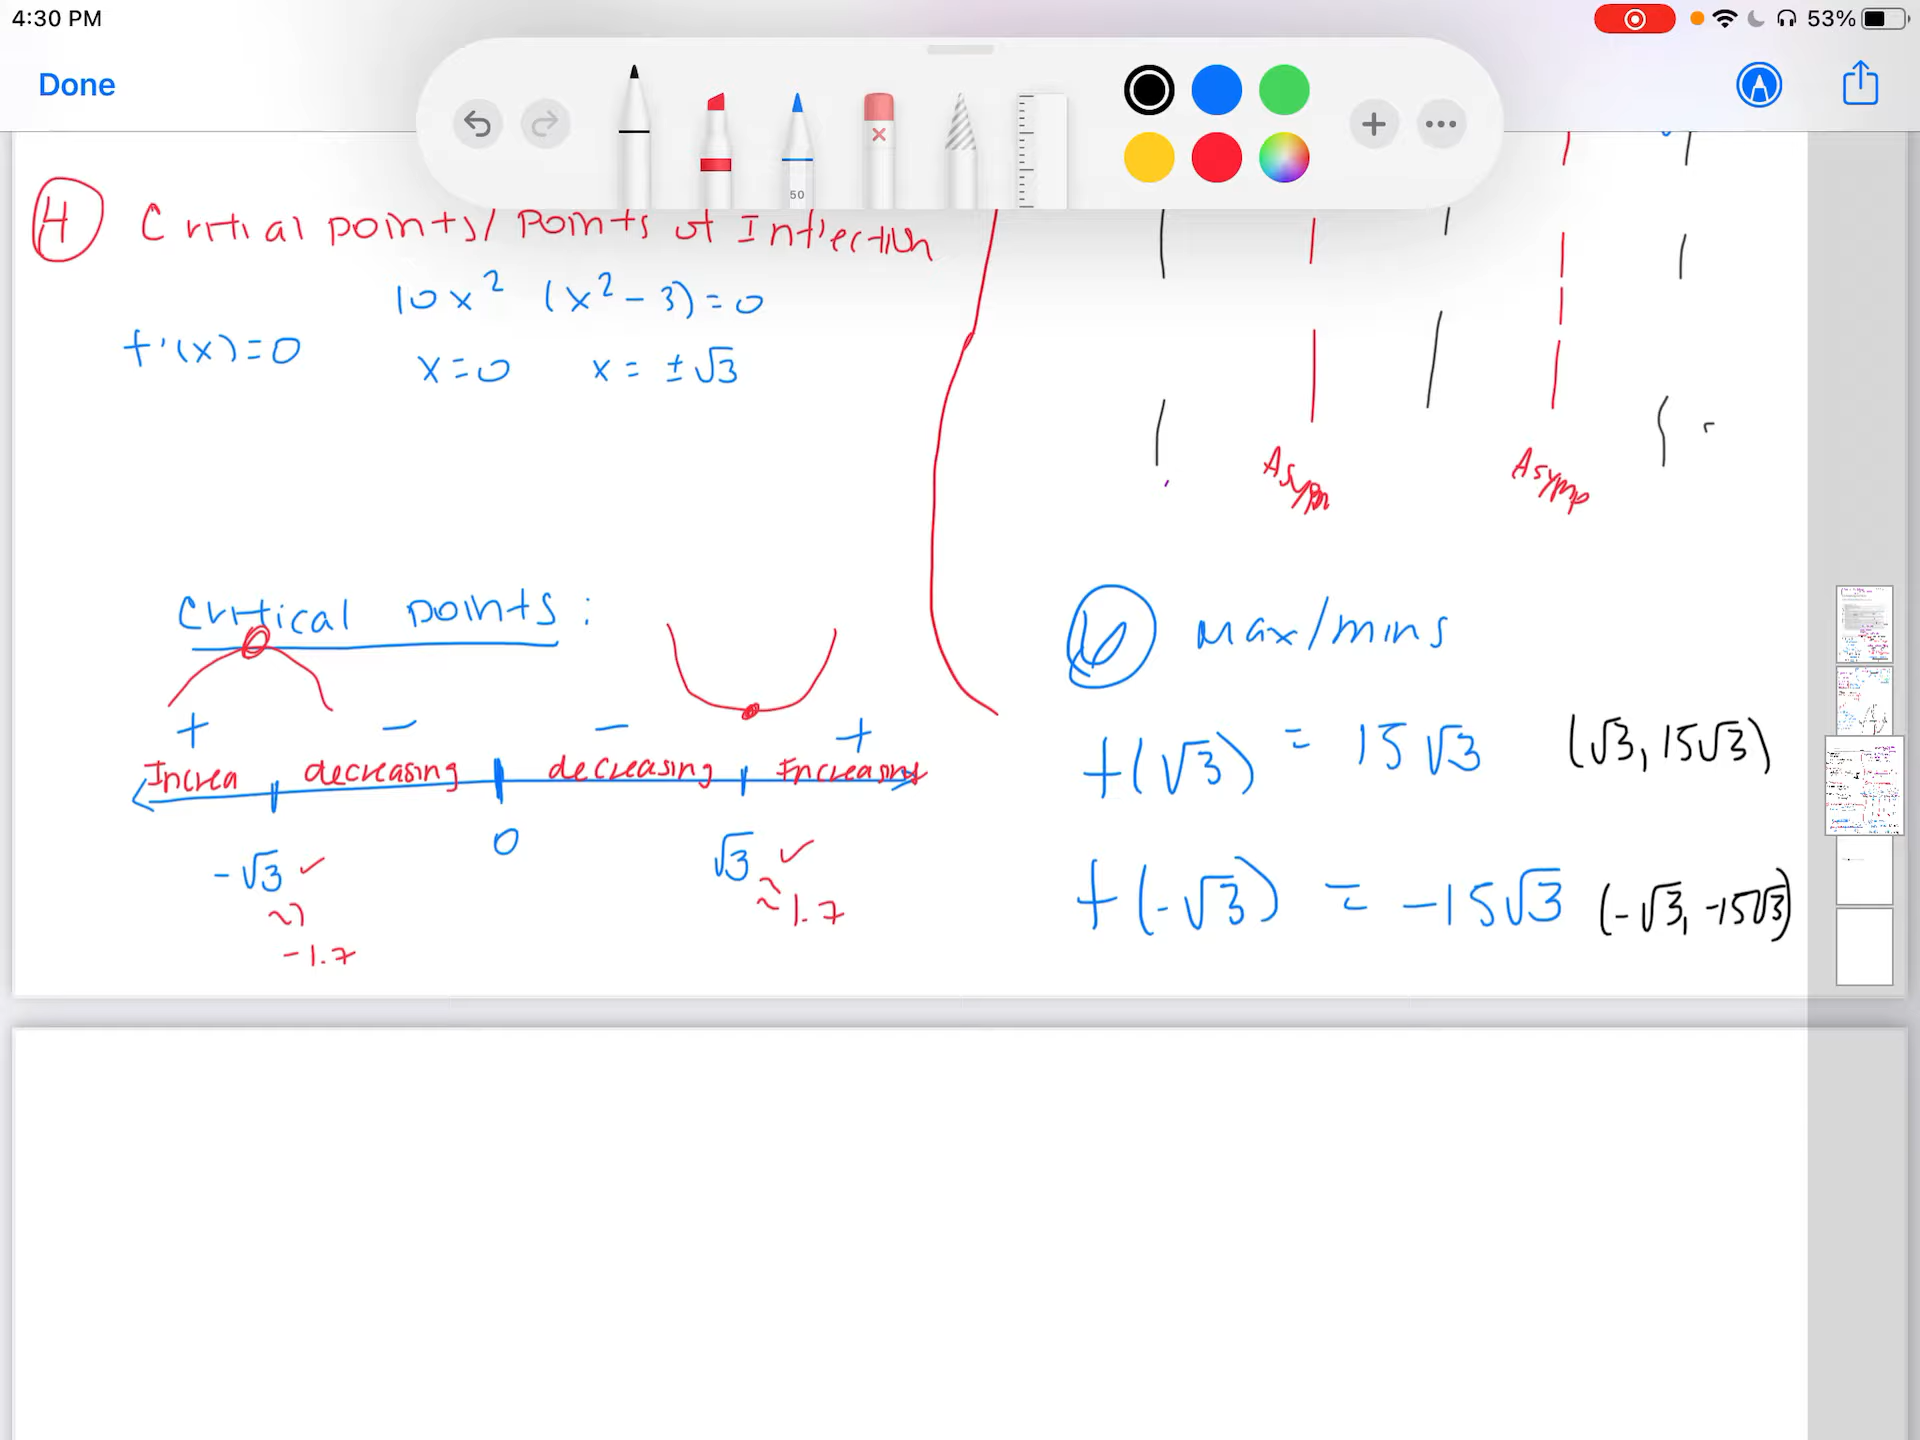 4:30 PM
53%
Done
50
4 Critical points/ Points of Inflection
10x² (x² - 3) = 0
f'(x) = 0
x = 0 x = ± √3
Asym
Asymp
Critical points :
+ − − +
Increa decreasing decreasing Increasing
-√3 ✓ 0 √3 ✓
≈ -1.7
≈ 1.7
6 Max/mins
f(√3) = 15√3 (√3, 15√3)
f(-√3) = -15√3 (-√3, -15√3)